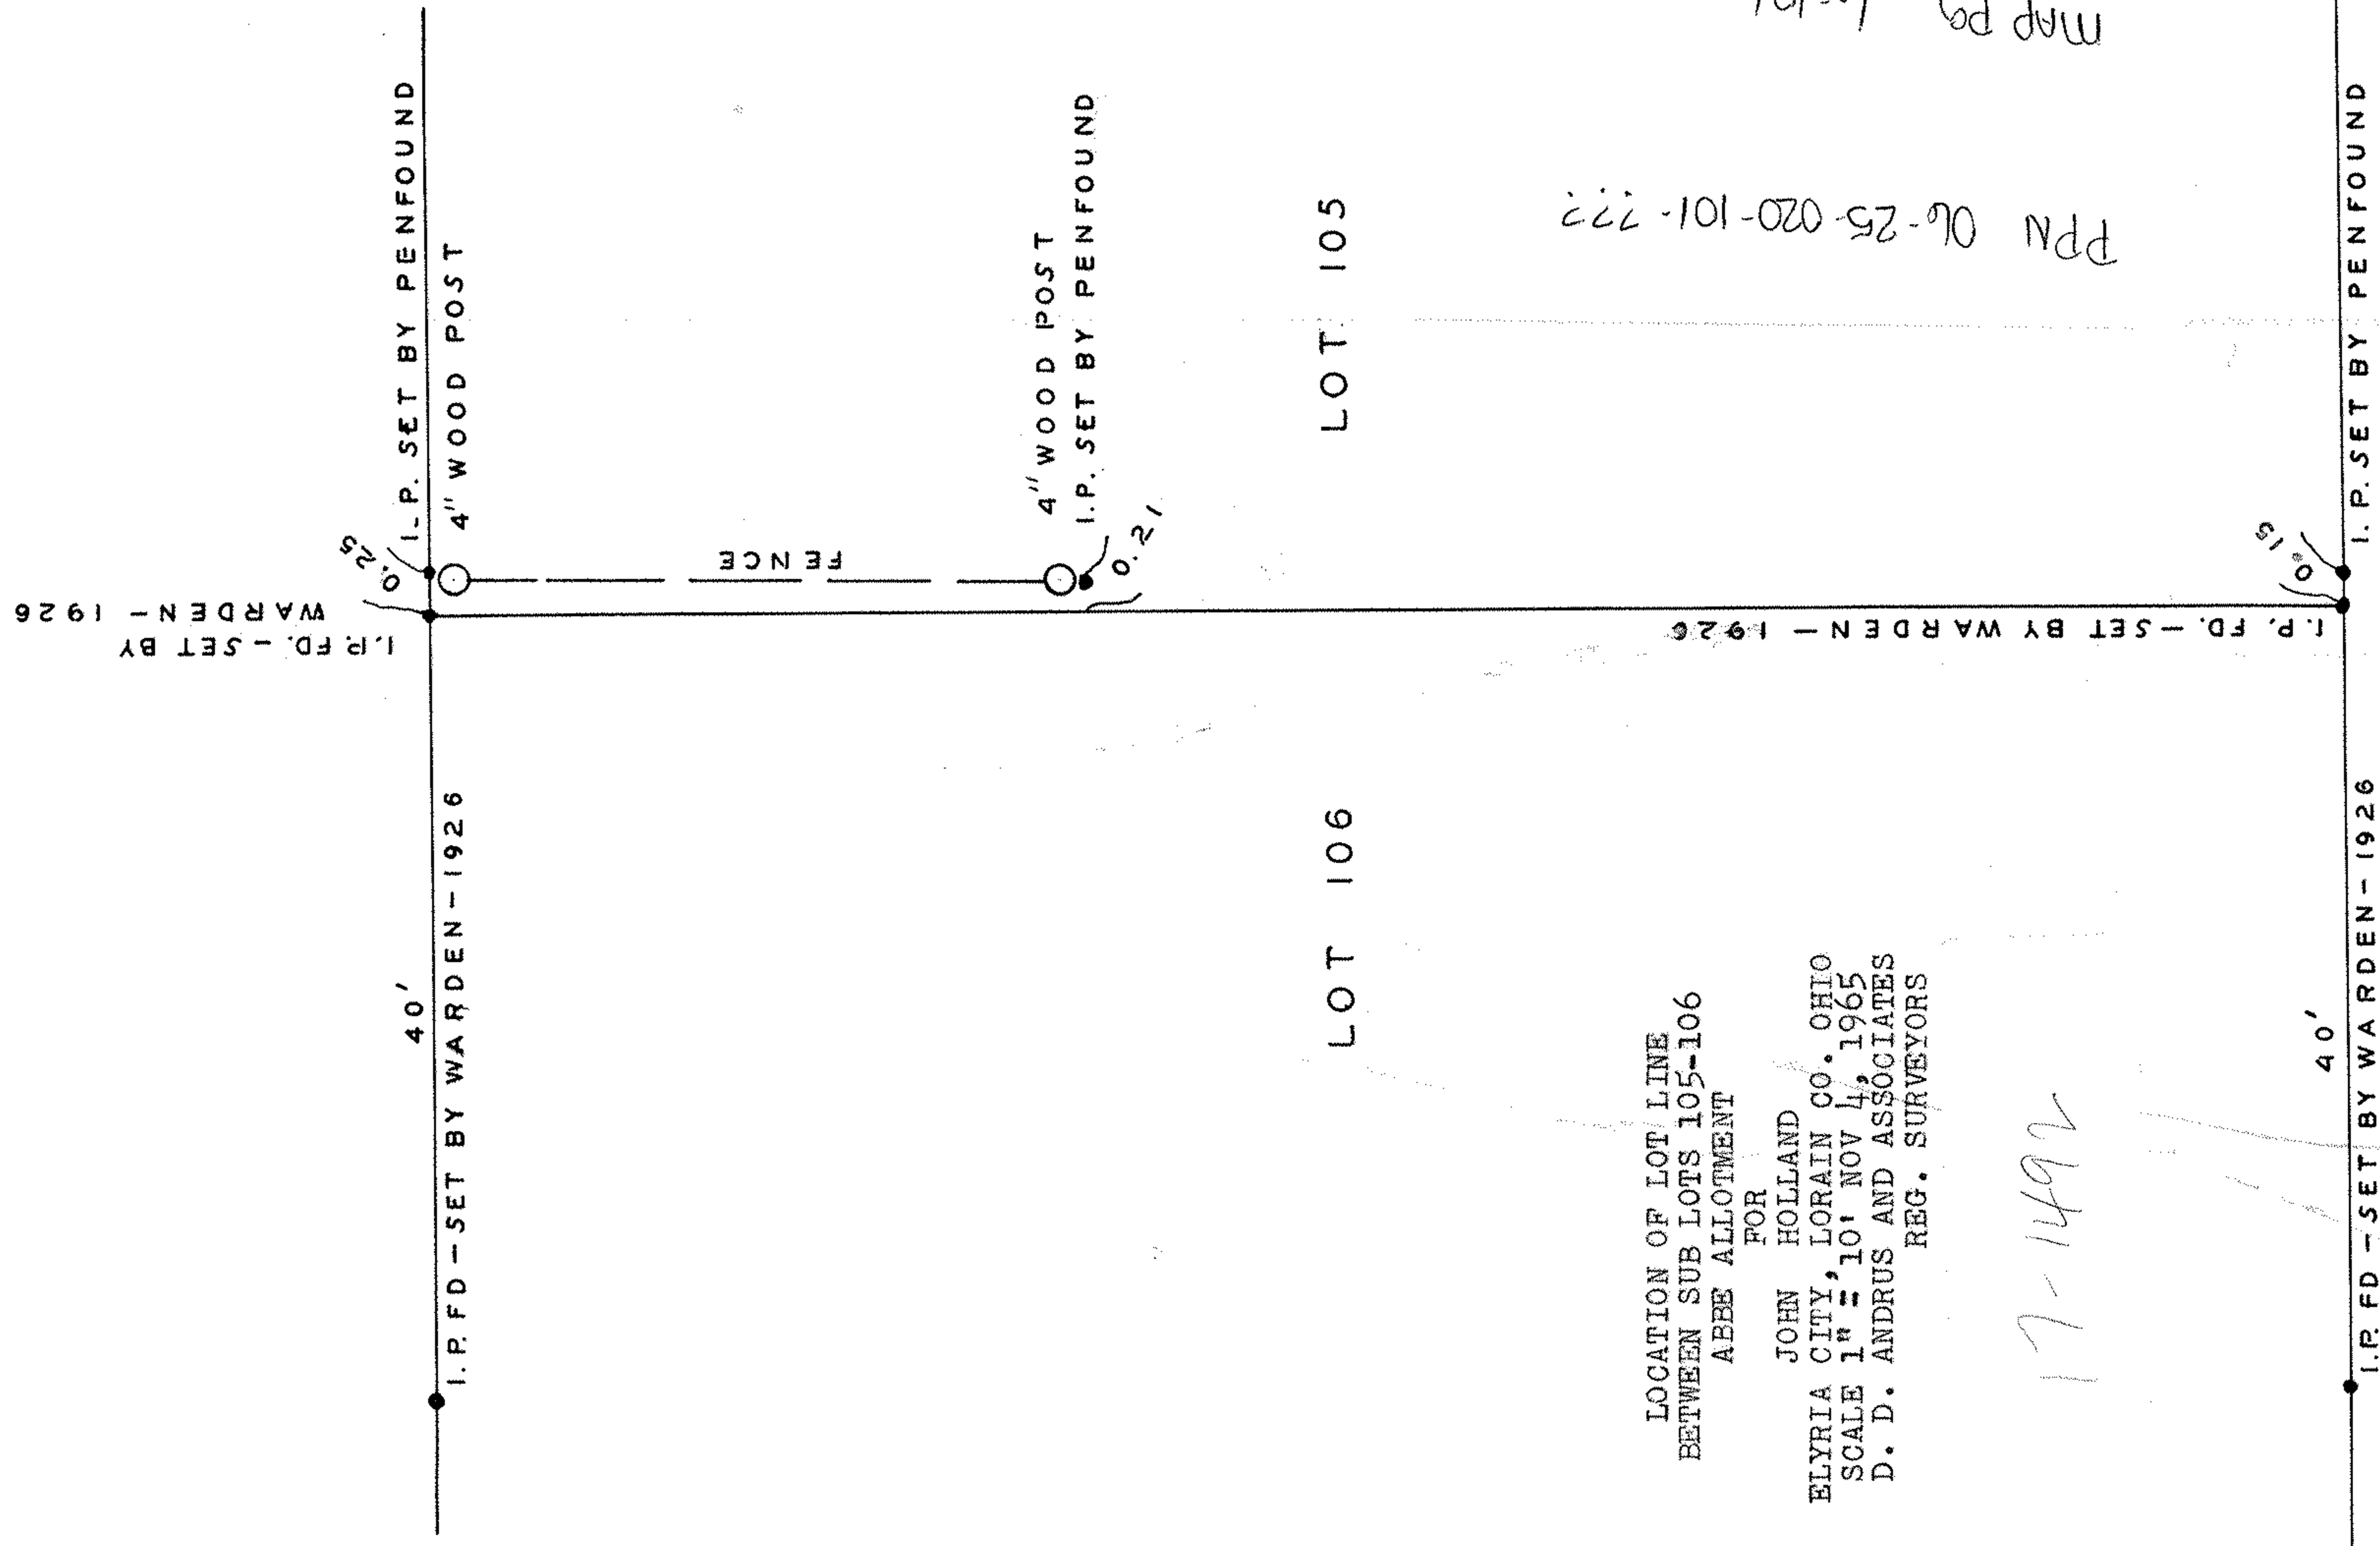 MAP PG
PPN 06-25-020-101-???
I.P. SET BY PENFOUND
4" WOOD POST
0.25
I.P. FD. - SET BY
WARDEN - 1926
FENCE
4" WOOD POST
I.P. SET BY PENFOUND
0.21
LOT 105
I.P. SET BY PENFOUND
0.15
I.P. FD. - SET BY WARDEN - 1926
40'
I.P. FD - SET BY WARDEN - 1926
LOT 106
40'
I.P. FD - SET BY WARDEN - 1926
LOCATION OF LOT LINE
BETWEEN SUB LOTS 105-106
ABBE ALLOTMENT
FOR
JOHN HOLLAND
ELYRIA CITY, LORAIN CO. OHIO
SCALE 1" = 10' NOV 4, 1965
D. D. ANDRUS AND ASSOCIATES
REG. SURVEYORS
17-1492